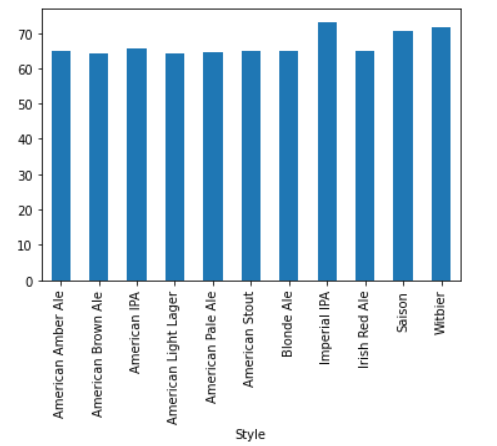 70
60
50
40
30
20
10
0
American Amber Ale
American Brown Ale
American IPA
American Light Lager
American Pale Ale
American Stout
Blonde Ale
Imperial IPA
Irish Red Ale
Saison
Witbier
Style